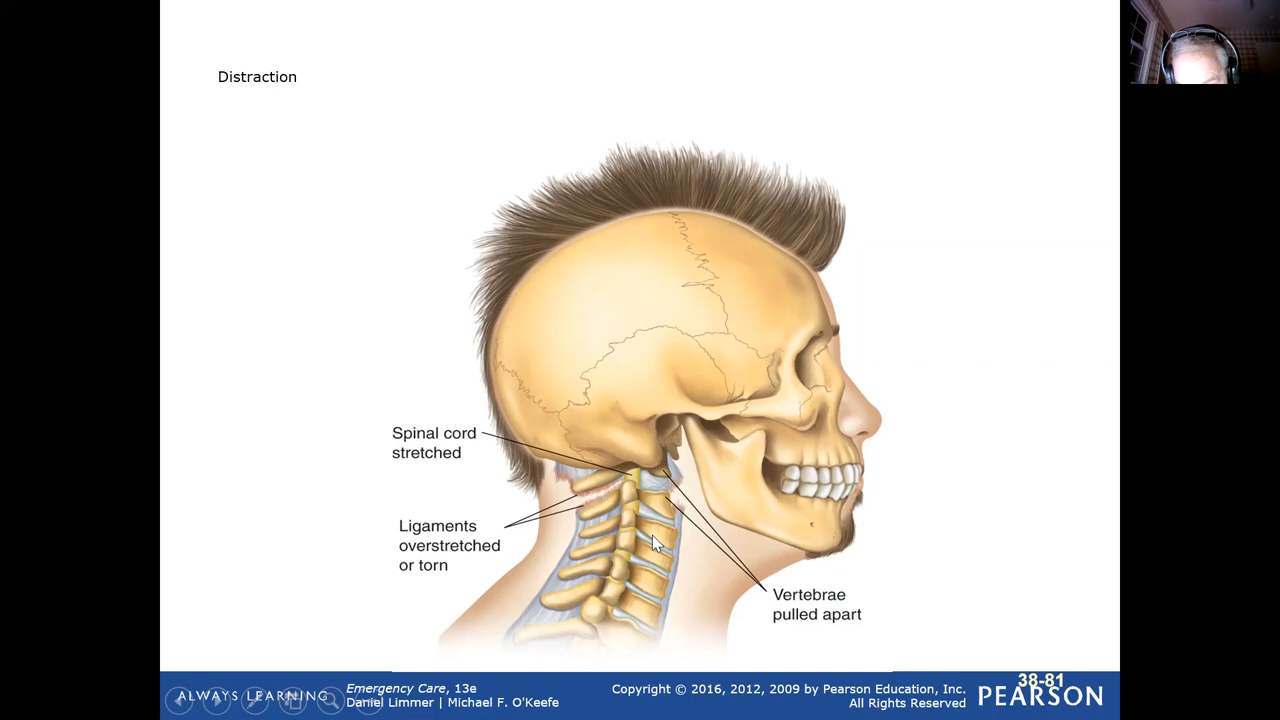 Distraction
Spinal cord
stretched
Ligaments
overstretched
or torn
Vertebrae
pulled apart
ALWAYS LEARNING
Emergency Care, 13e
Daniel Limmer | Michael F. O'Keefe
Copyright © 2016, 2012, 2009 by Pearson Education, Inc.
All Rights Reserved
38-81
PEARSON